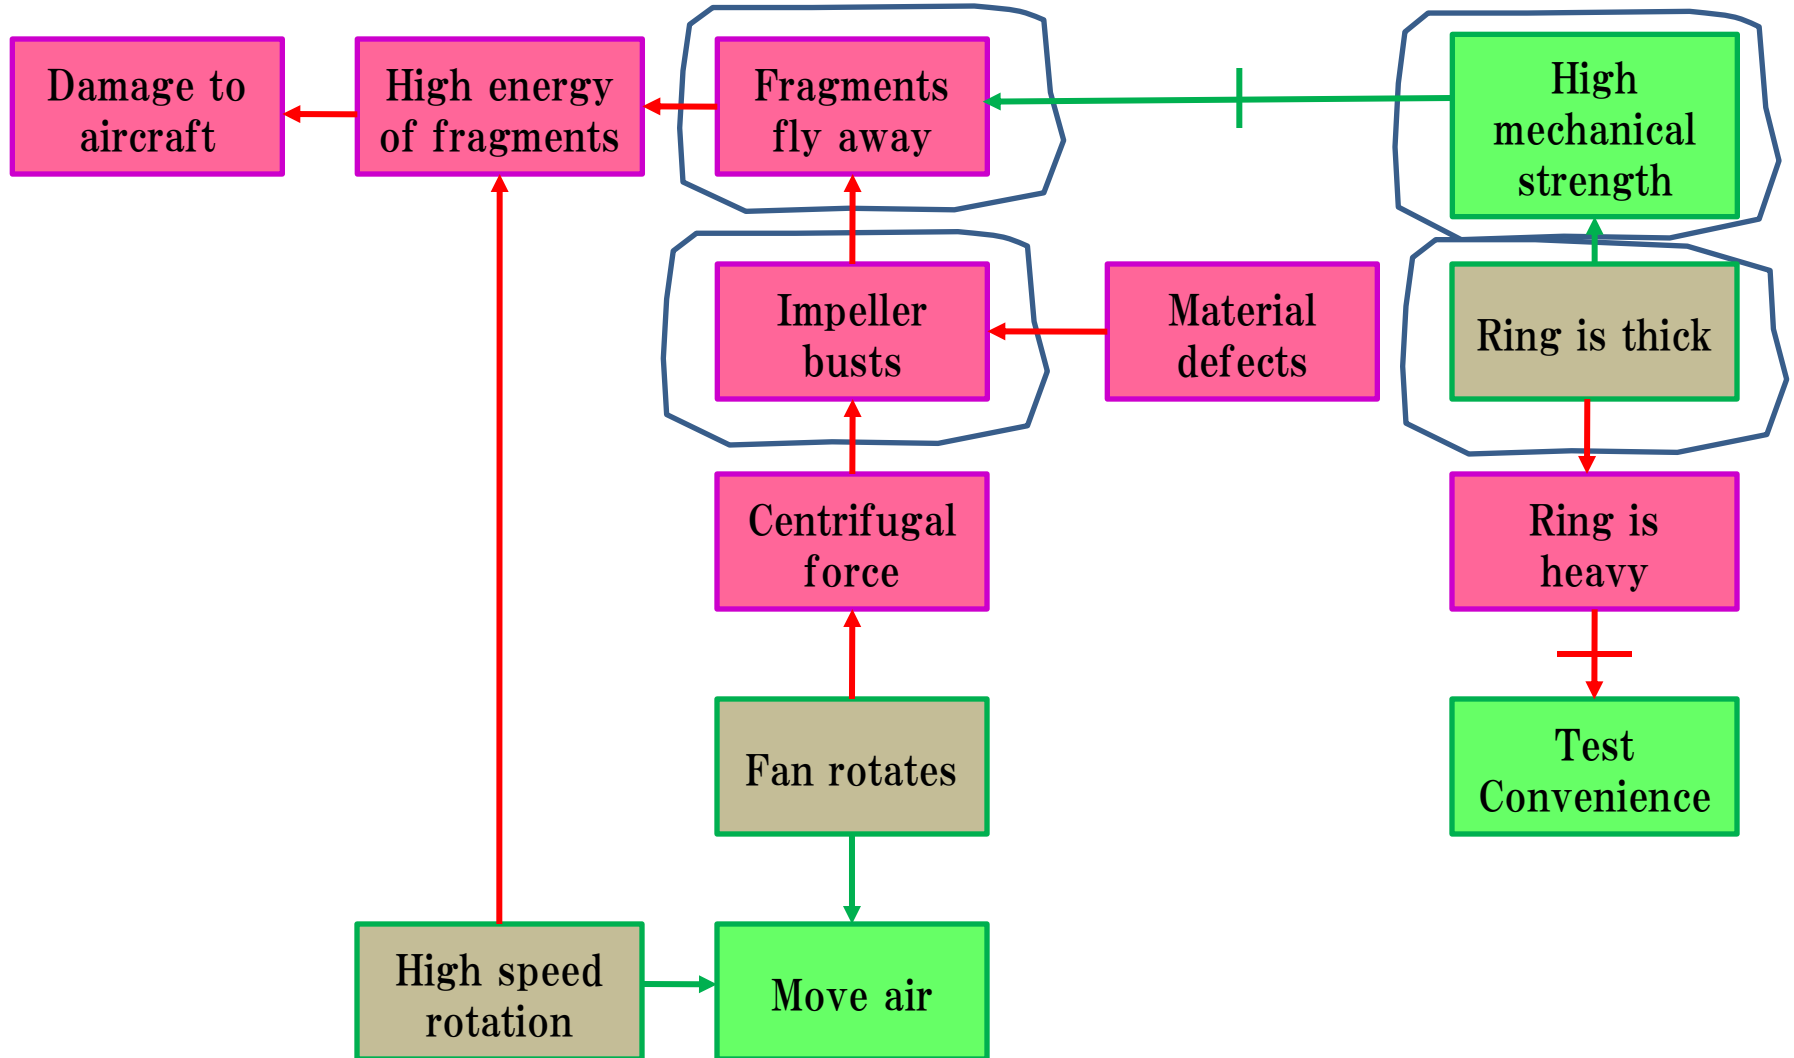 Damage to
aircraft
High energy
of fragments
Fragments
fly away
High
mechanical
strength
Impeller
busts
Material
defects
Ring is thick
Centrifugal
force
Ring is
heavy
Fan rotates
Test
Convenience
High speed
rotation
Move air